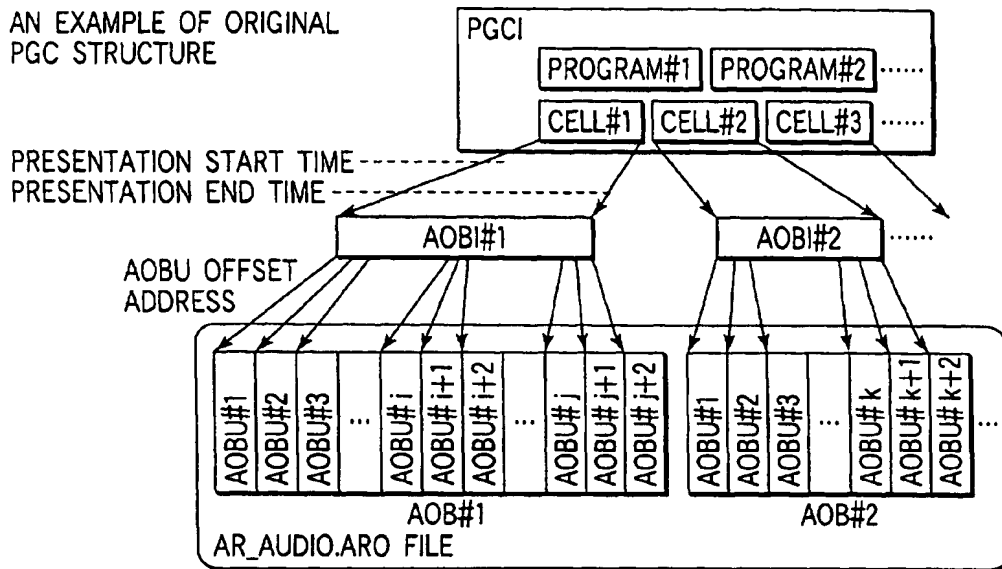 AN EXAMPLE OF ORIGINAL
PGC STRUCTURE
PGCI
PROGRAM#1 PROGRAM#2 ......
CELL#1 CELL#2 CELL#3 ......
PRESENTATION START TIME
PRESENTATION END TIME
AOBI#1 AOBI#2 ......
AOBU OFFSET
ADDRESS
AOBU#1 AOBU#2 AOBU#3 ... AOBU#i AOBU#i+1 AOBU#i+2 ... AOBU#j AOBU#j+1 AOBU#j+2 AOBU#1 AOBU#2 AOBU#3 ... AOBU#k AOBU#k+1 AOBU#k+2 ...
AOB#1 AOB#2
AR_AUDIO.ARO FILE